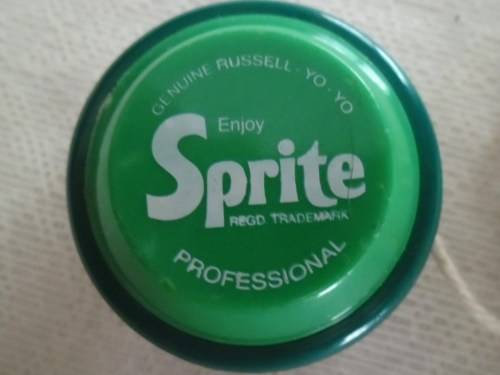 GENUINE RUSSELL · YO · YO
Enjoy
Sprite
REGD TRADEMARK
PROFESSIONAL